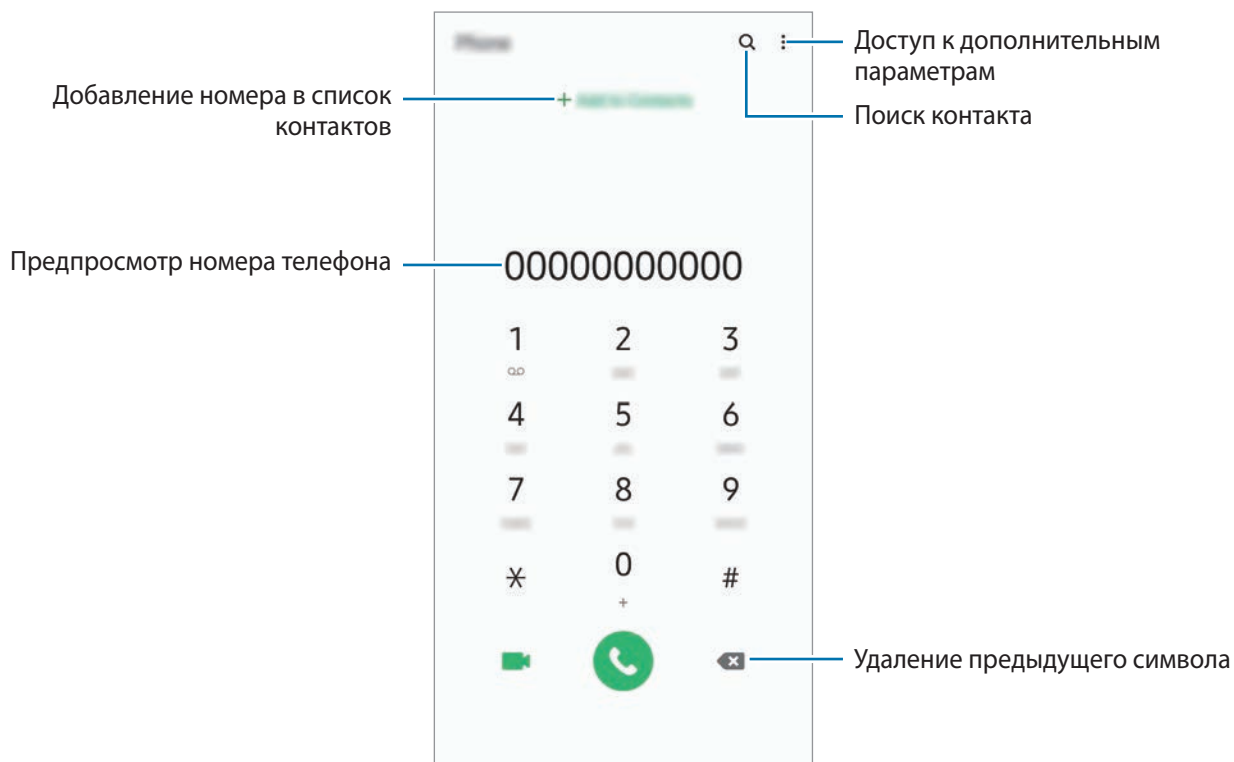 Доступ к дополнительным
параметрам
Добавление номера в список
контактов
Поиск контакта
Предпросмотр номера телефона
00000000000
1 2 3
4 5 6
7 8 9
* 0 #
+
Удаление предыдущего символа